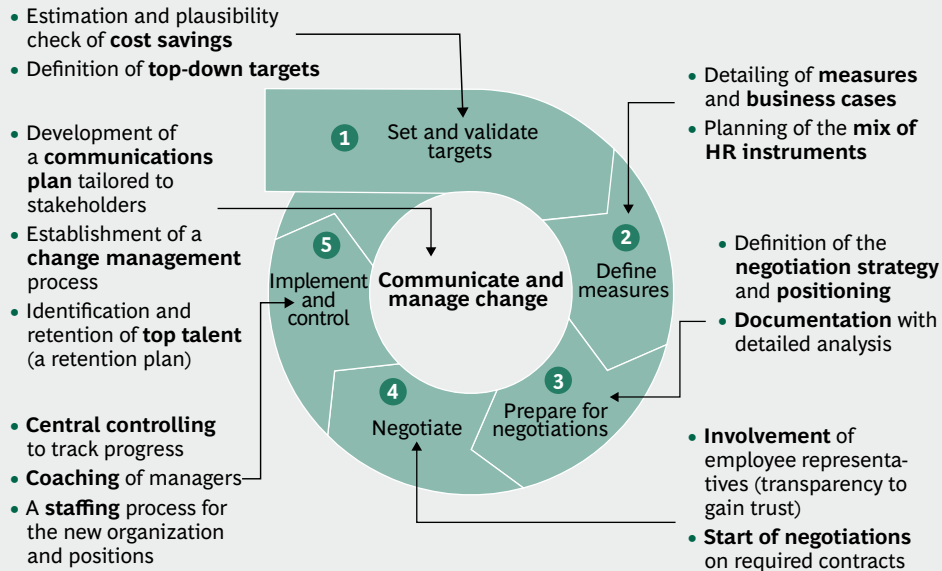 • Estimation and plausibility
check of cost savings
• Definition of top-down targets
• Development of
a communications
plan tailored to
stakeholders
• Establishment of a
change management
process
• Identification and
retention of top talent
(a retention plan)
• Central controlling
to track progress
• Coaching of managers
• A staffing process for
the new organization
and positions
1
Set and validate
targets
2
Define
measures
3
Prepare for
negotiations
4
Negotiate
5
Implement
and
control
Communicate and
manage change
• Detailing of measures
and business cases
• Planning of the mix of
HR instruments
• Definition of the
negotiation strategy
and positioning
• Documentation with
detailed analysis
• Involvement of
employee representa-
tives (transparency to
gain trust)
• Start of negotiations
on required contracts